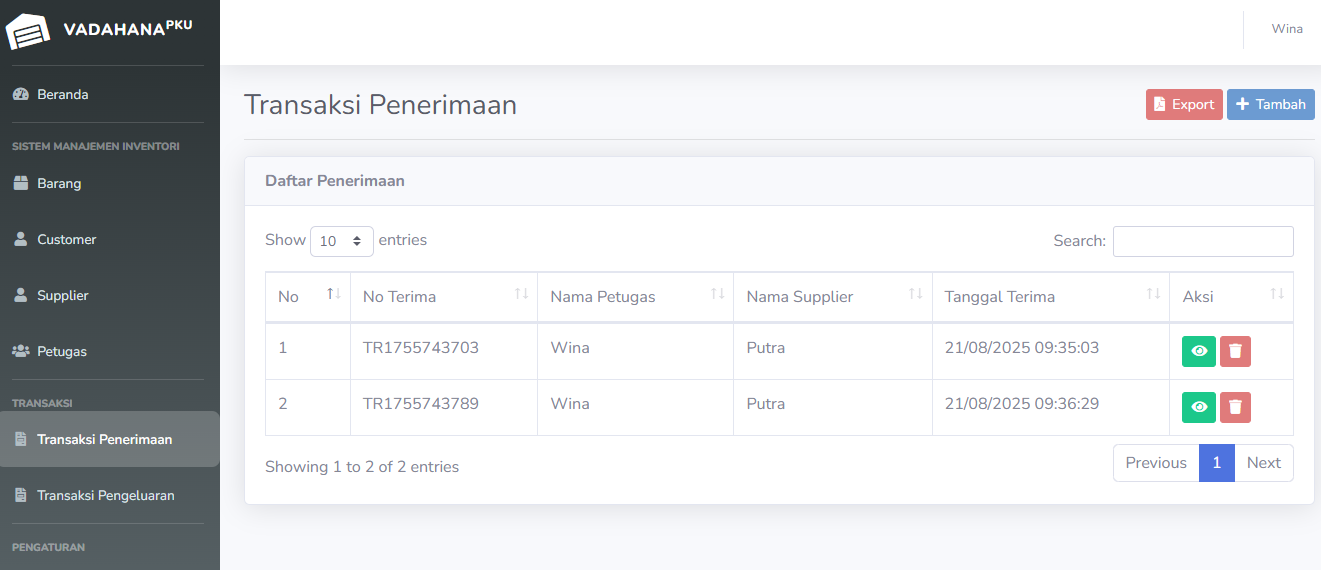 VADAHANAPKU
Wina
Beranda
SISTEM MANAJEMEN INVENTORI
Barang
Customer
Supplier
Petugas
TRANSAKSI
Transaksi Penerimaan
Transaksi Pengeluaran
PENGATURAN
Transaksi Penerimaan
Export Tambah
Daftar Penerimaan
Show 10 entries Search:
No No Terima Nama Petugas Nama Supplier Tanggal Terima Aksi
1 TR1755743703 Wina Putra 21/08/2025 09:35:03
2 TR1755743789 Wina Putra 21/08/2025 09:36:29
Showing 1 to 2 of 2 entries Previous 1 Next